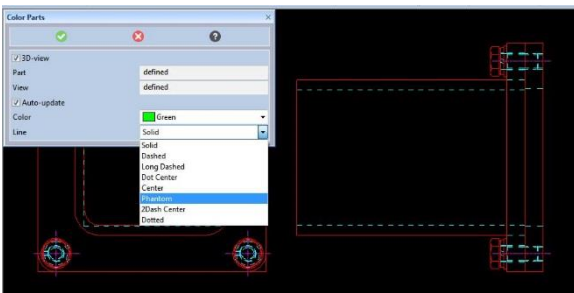 Color Parts
3D-view
Part defined
View defined
Auto-update
Color Green
Line Solid
Solid
Dashed
Long Dashed
Dot Center
Center
Phantom
2Dash Center
Dotted